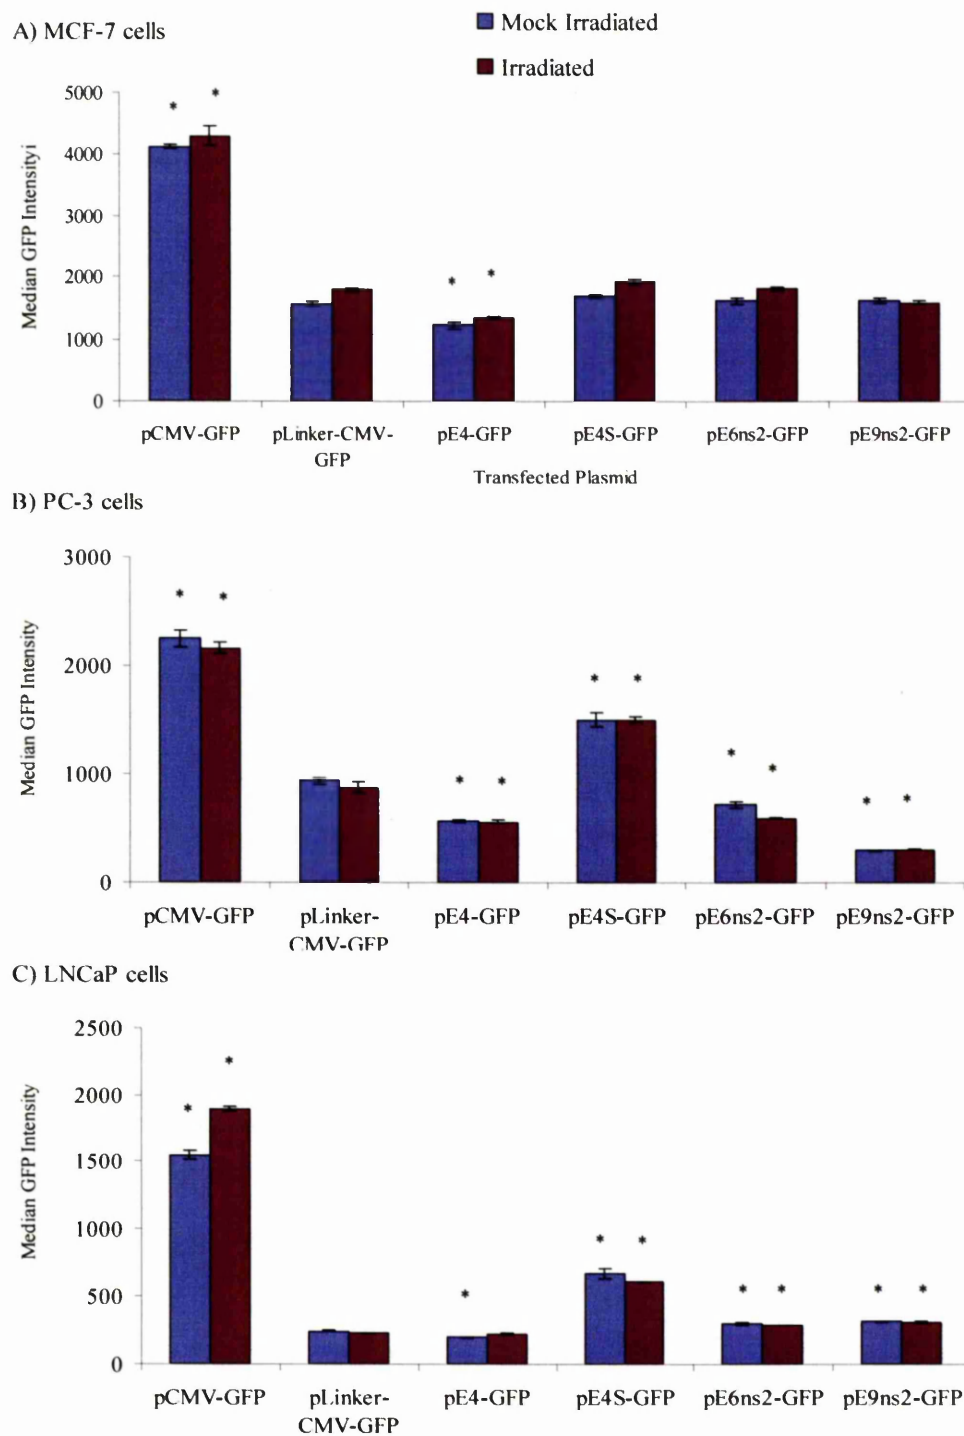 A) MCF-7 cells
Mock Irradiated
Irradiated
Median GFP Intensityi
5000
4000
3000
2000
1000
0
* *
* *
pCMV-GFP
pLinker-CMV-
GFP
pE4-GFP
pE4S-GFP
pE6ns2-GFP
pE9ns2-GFP
Transfected Plasmid
B) PC-3 cells
Median GFP Intensity
3000
2000
1000
0
* *
* *
* *
* *
* *
pCMV-GFP
pLinker-
CMV-GFP
pE4-GFP
pE4S-GFP
pE6ns2-GFP
pE9ns2-GFP
C) LNCaP cells
Median GFP Intensity
2500
2000
1500
1000
500
0
* *
*
* *
* *
* *
pCMV-GFP
pLinker-
CMV-GFP
pE4-GFP
pE4S-GFP
pE6ns2-GFP
pE9ns2-GFP